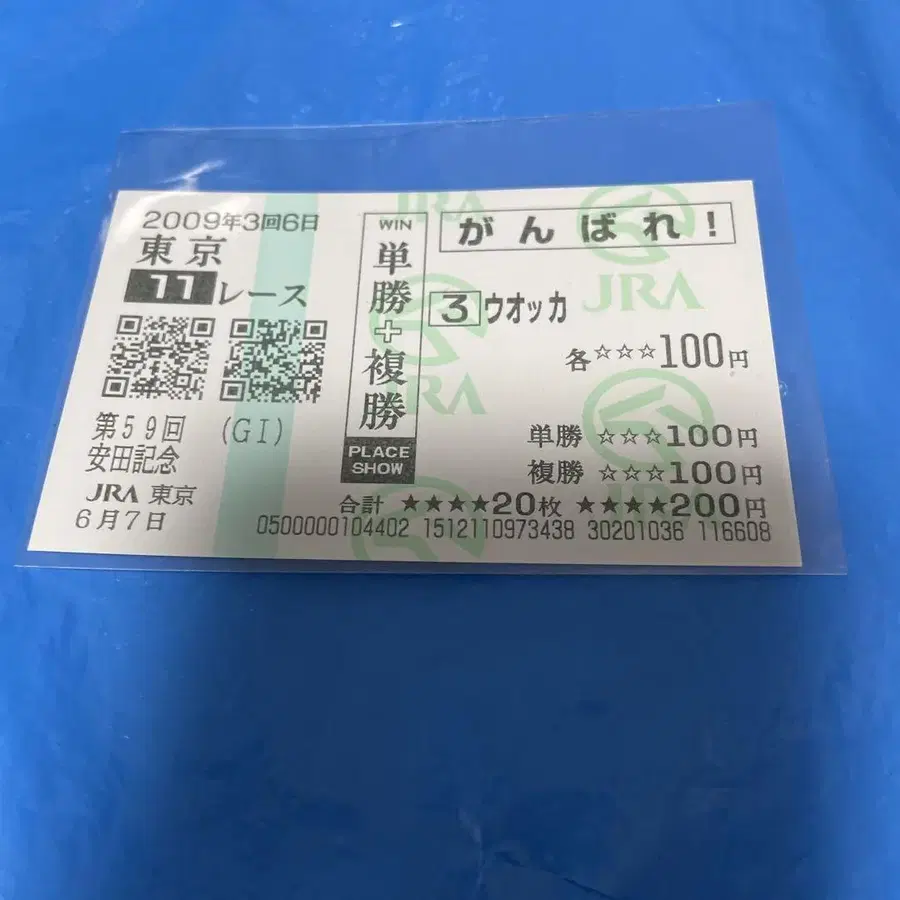 2009年3回6日
東京
11レース
第59回 (GI)
安田記念
JRA 東京
6月7日
WIN
単勝+複勝
PLACE
SHOW
がんばれ!
3 ウオッカ
各☆☆☆100円
単勝 ☆☆☆100円
複勝 ☆☆☆100円
合計 ★★★★20枚 ★★★★200円
0500000104402 1512110973438 30201036 116608
JRA
JRA
JRA